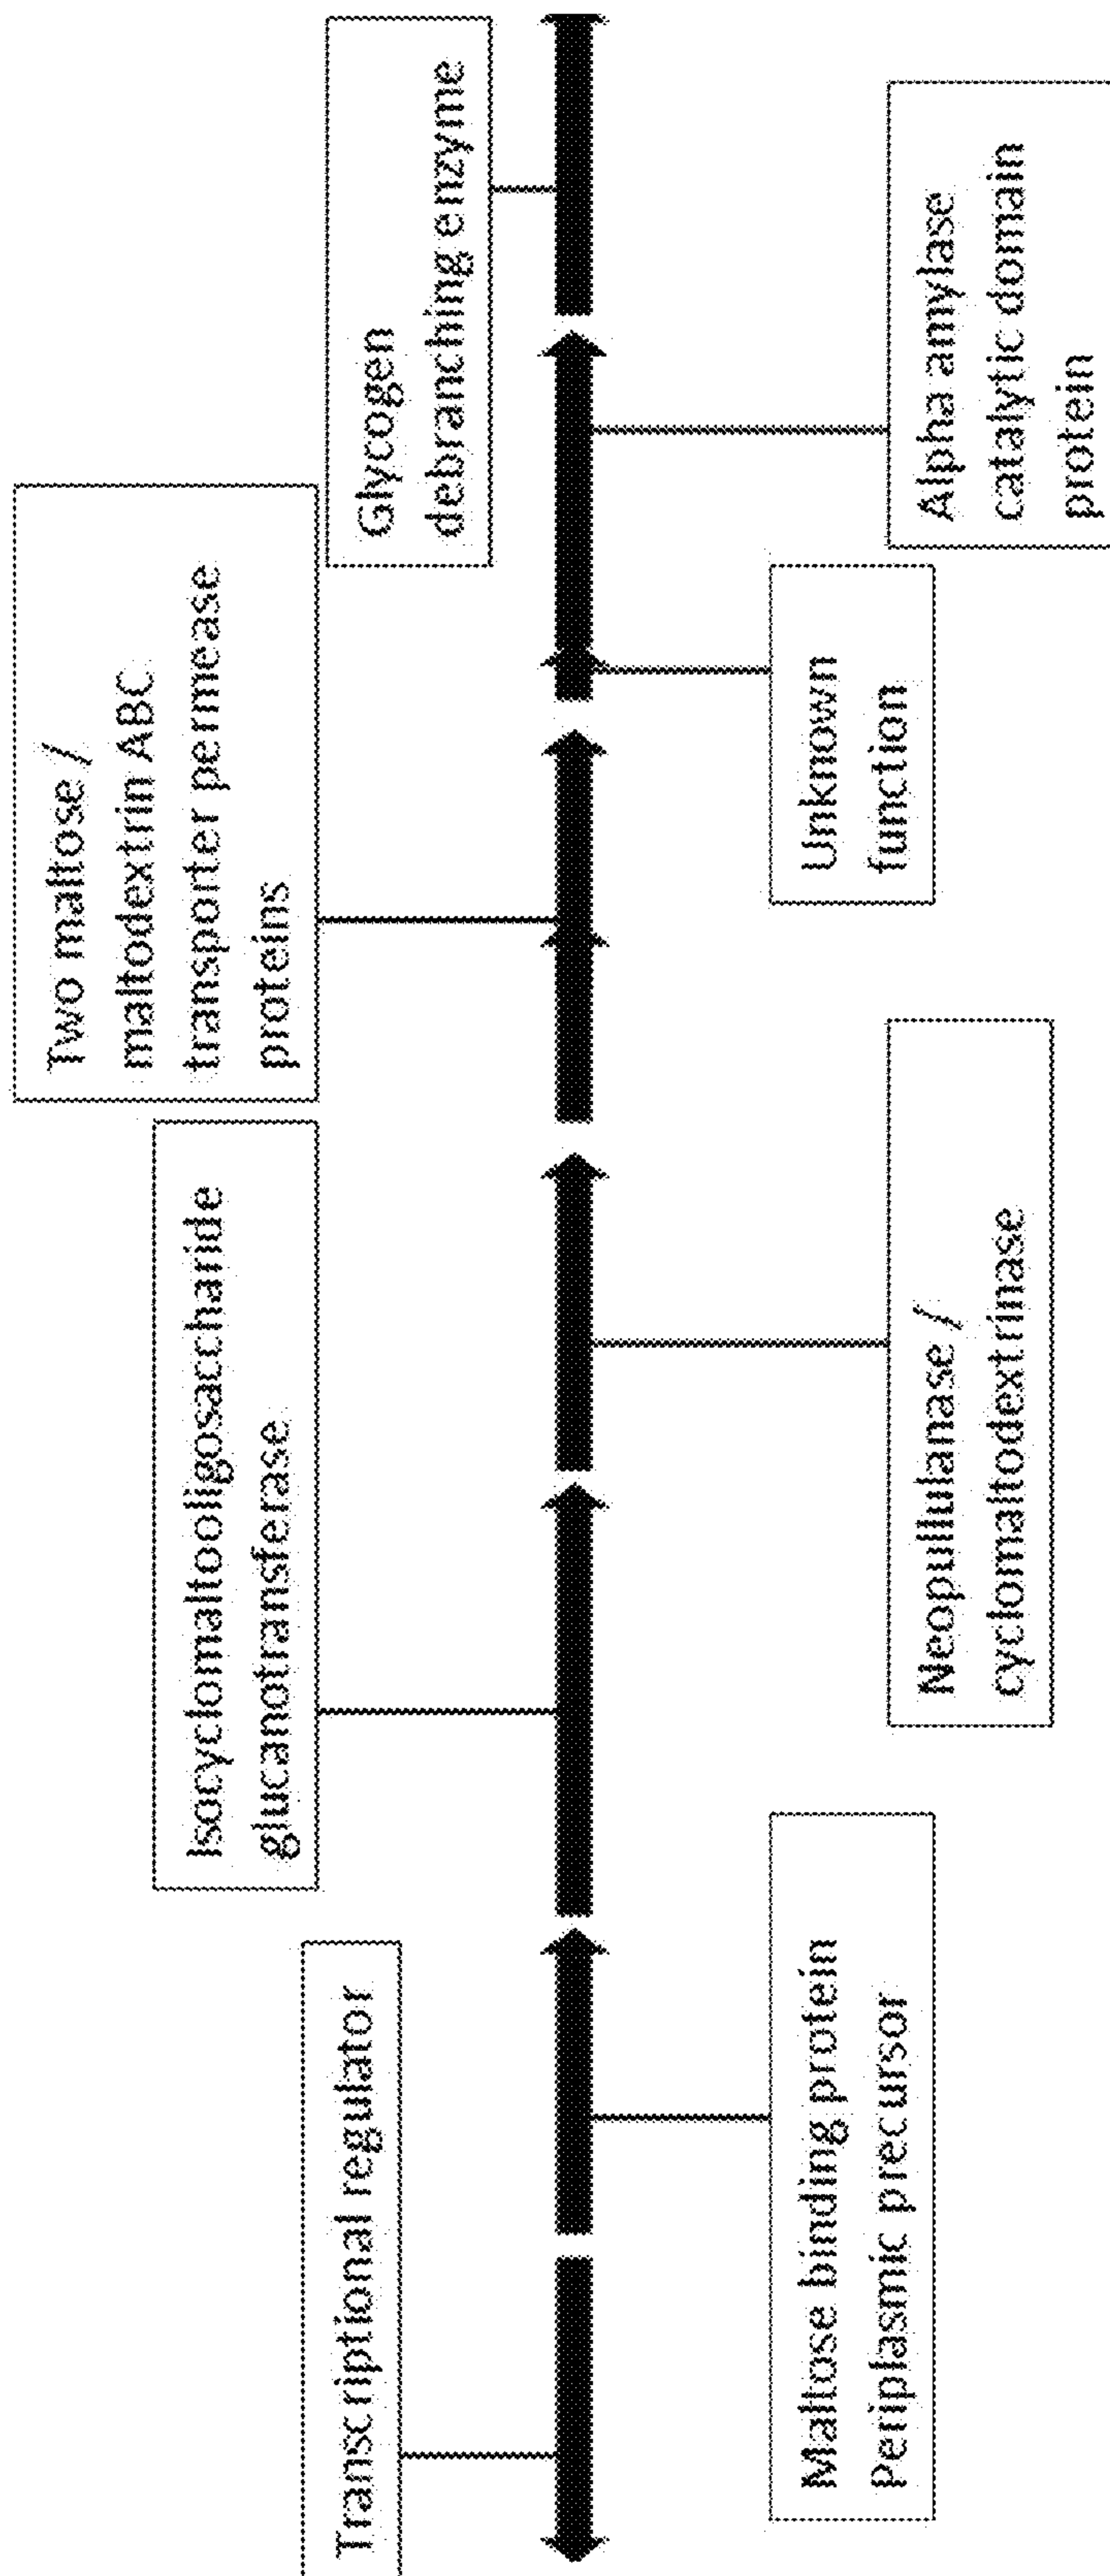 Transcriptional regulator
Maltose binding protein
Periplasmic precursor
Isocyclomaltooligosaccharide
glucanotransferase
Neopullulanase /
cyclomaltodextrinase
Two maltose /
maltodextrin ABC
transporter permease
proteins
Unknown
function
Alpha amylase
catalytic domain
protein
Glycogen
debranching enzyme